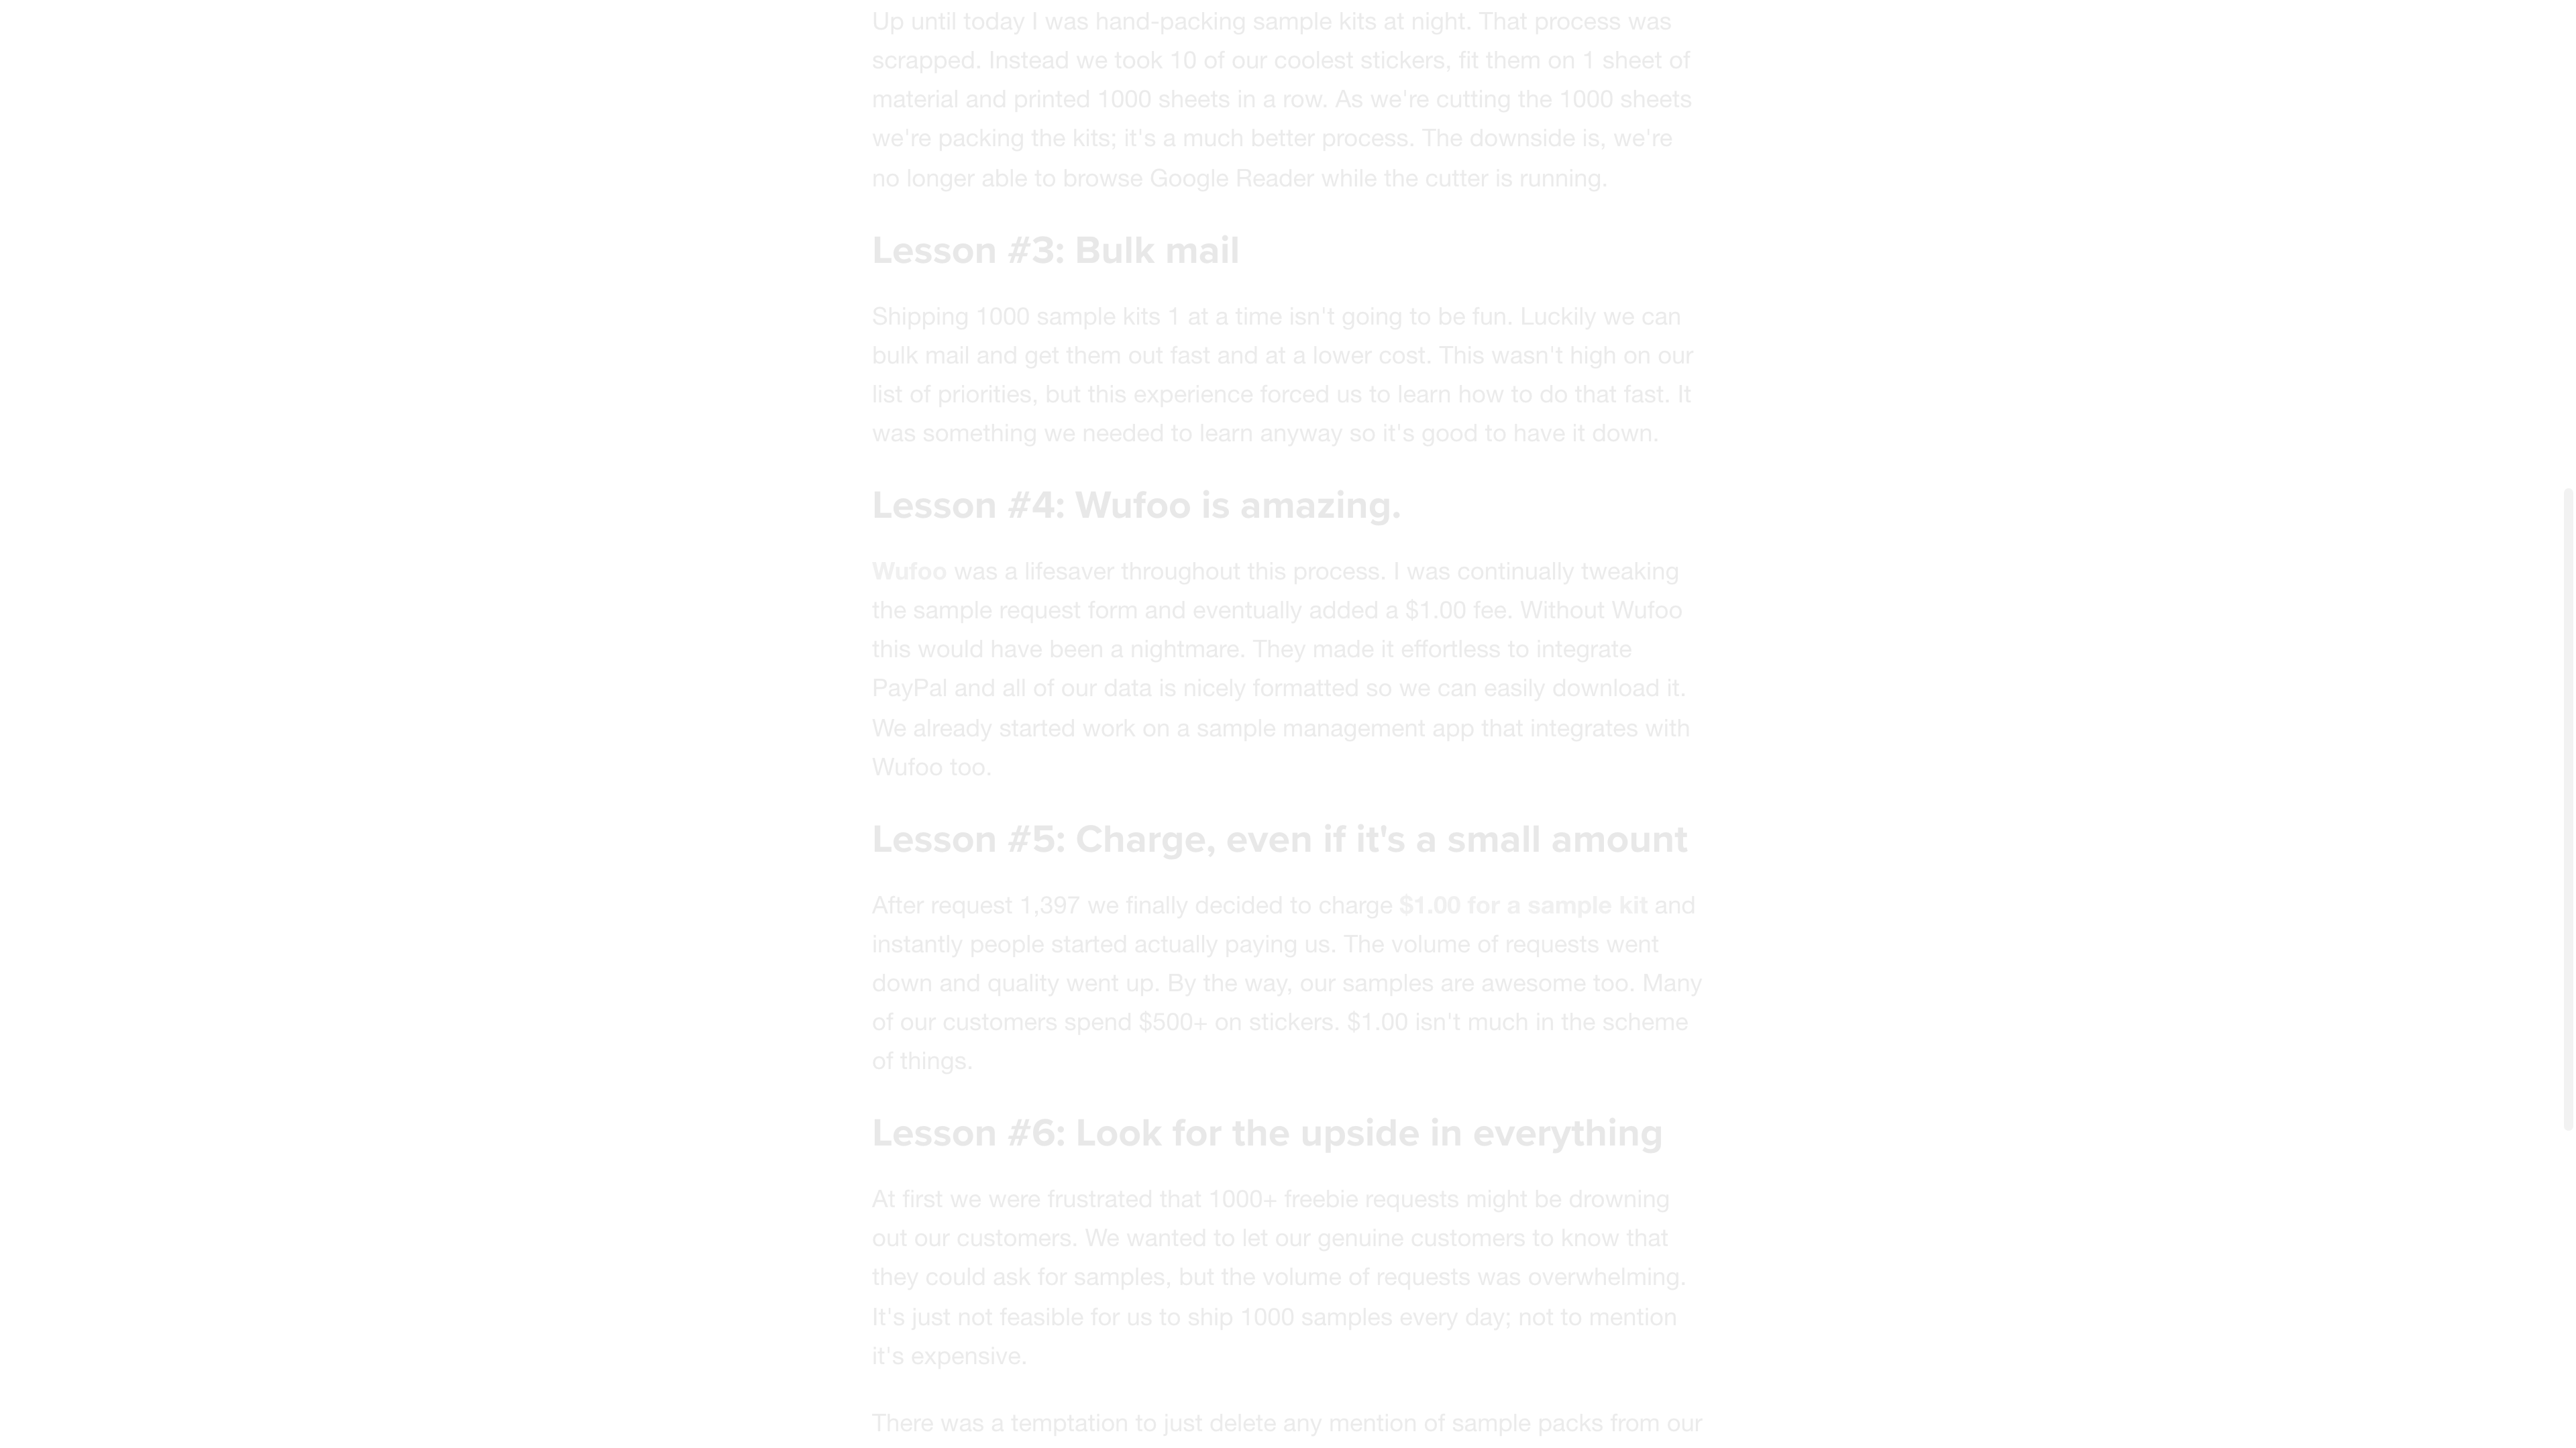 Up until today I was hand-packing sample kits at night. That process was
scrapped. Instead we took 10 of our coolest stickers, fit them on 1 sheet of
material and printed 1000 sheets in a row. As we're cutting the 1000 sheets
we're packing the kits; it's a much better process. The downside is, we're
no longer able to browse Google Reader while the cutter is running.
Lesson #3: Bulk mail
Shipping 1000 sample kits 1 at a time isn't going to be fun. Luckily we can
bulk mail and get them out fast and at a lower cost. This wasn't high on our
list of priorities, but this experience forced us to learn how to do that fast. It
was something we needed to learn anyway so it's good to have it down.
Lesson #4: Wufoo is amazing.
Wufoo was a lifesaver throughout this process. I was continually tweaking
the sample request form and eventually added a $1.00 fee. Without Wufoo
this would have been a nightmare. They made it effortless to integrate
PayPal and all of our data is nicely formatted so we can easily download it.
We already started work on a sample management app that integrates with
Wufoo too.
Lesson #5: Charge, even if it's a small amount
After request 1,397 we finally decided to charge $1.00 for a sample kit and
instantly people started actually paying us. The volume of requests went
down and quality went up. By the way, our samples are awesome too. Many
of our customers spend $500+ on stickers. $1.00 isn't much in the scheme
of things.
Lesson #6: Look for the upside in everything
At first we were frustrated that 1000+ freebie requests might be drowning
out our customers. We wanted to let our genuine customers to know that
they could ask for samples, but the volume of requests was overwhelming.
It's just not feasible for us to ship 1000 samples every day; not to mention
it's expensive.
There was a temptation to just delete any mention of sample packs from our